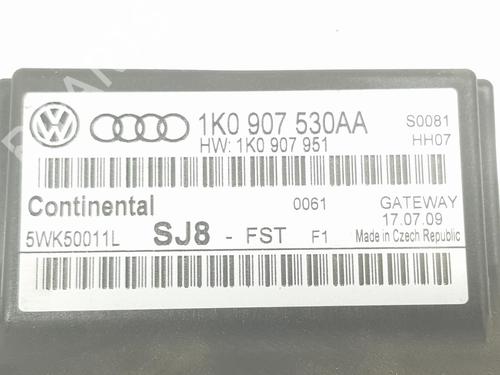 1K0 907 530AA S0081
HW: 1K0 907 951 HH07
Continental 0061 GATEWAY
17.07.09
5WK50011L SJ8 - FST F1 Made in Czech Republic